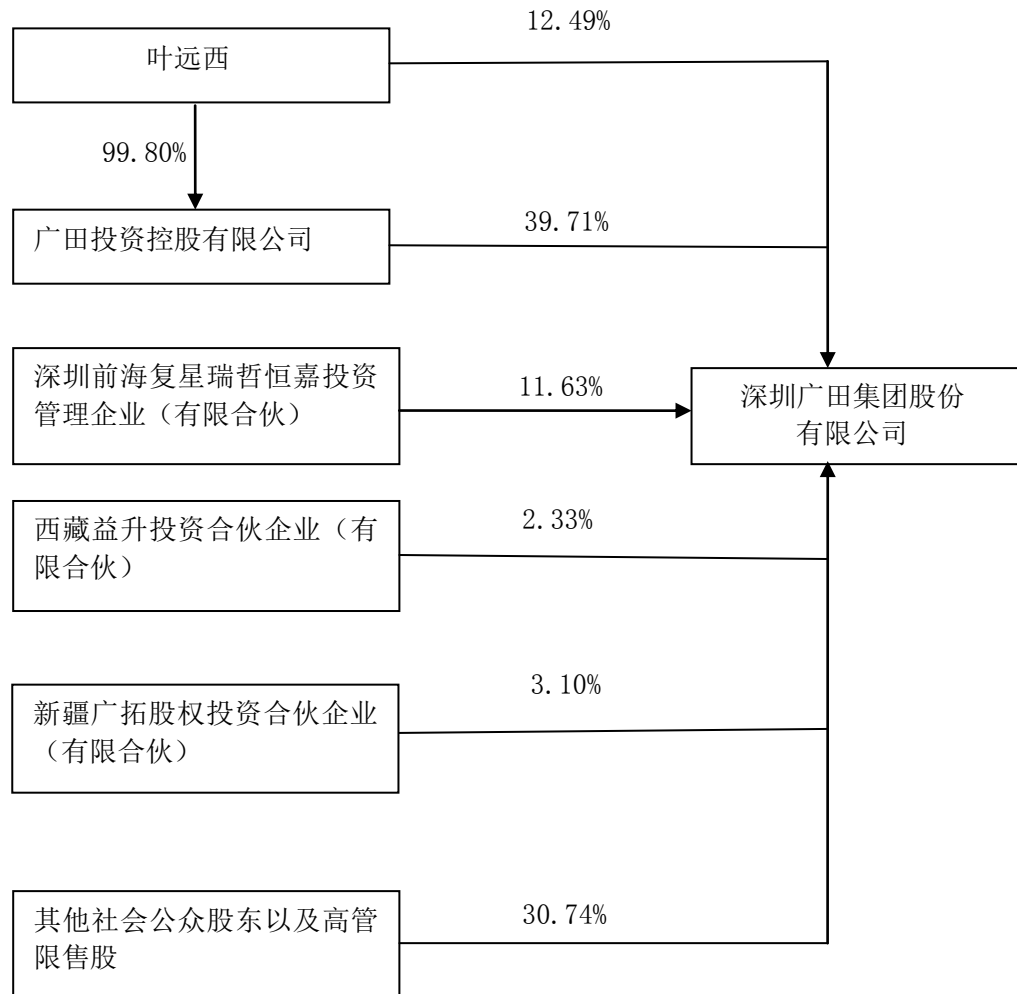 12.49%
叶远西
99.80%
广田投资控股有限公司
39.71%
深圳前海复星瑞哲恒嘉投资
管理企业（有限合伙）
11.63%
深圳广田集团股份
有限公司
西藏益升投资合伙企业（有
限合伙）
2.33%
新疆广拓股权投资合伙企业
（有限合伙）
3.10%
其他社会公众股东以及高管
限售股
30.74%